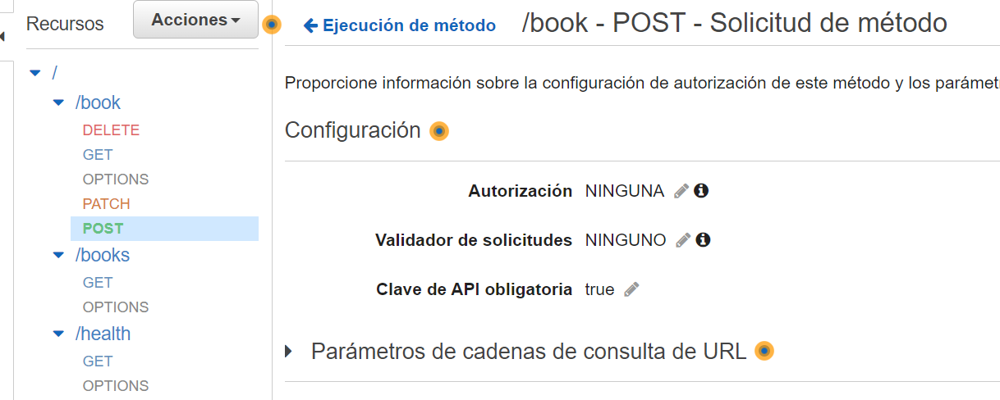 Recursos
Acciones
/
/book
DELETE
GET
OPTIONS
PATCH
POST
/books
GET
OPTIONS
/health
GET
OPTIONS
Ejecución de método
/book - POST - Solicitud de método
Proporcione información sobre la configuración de autorización de este método y los
Configuración
Autorización NINGUNA
Validador de solicitudes NINGUNO
Clave de API obligatoria true
Parámetros de cadenas de consulta de URL